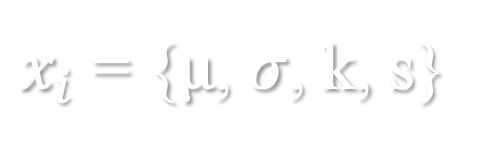 xᵢ = {μ, σ, k, s}